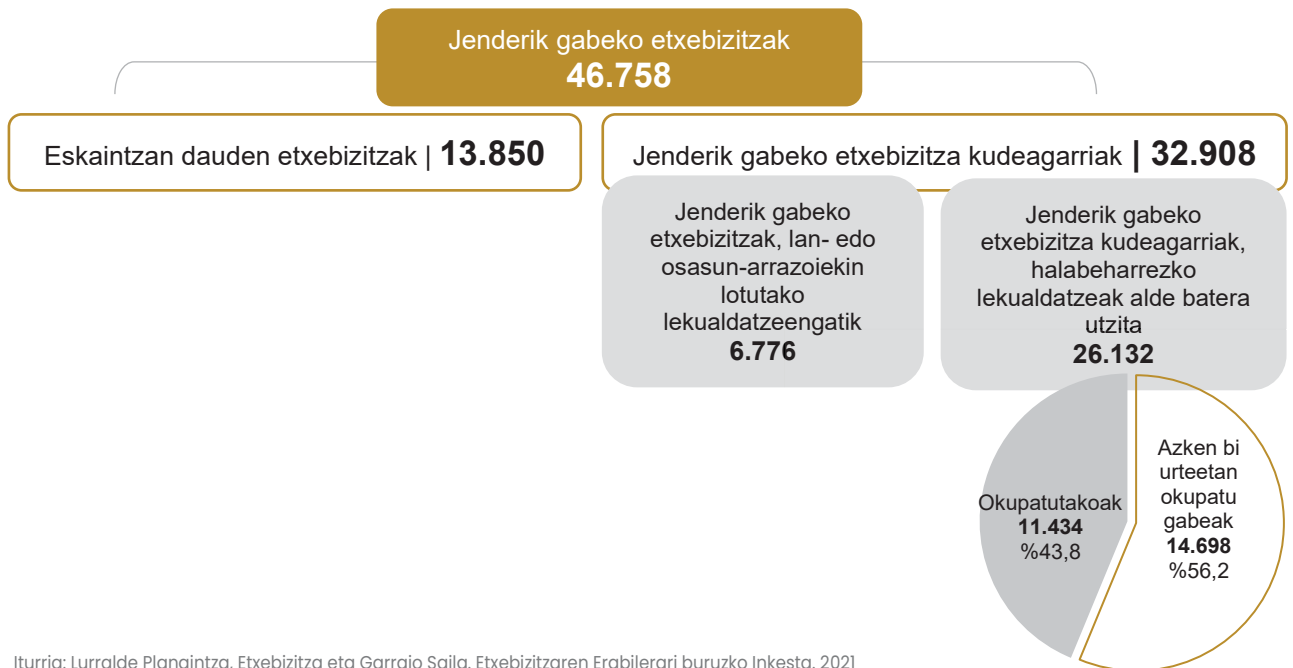 Jenderik gabeko etxebizitzak
46.758
Eskaintzan dauden etxebizitzak | 13.850
Jenderik gabeko etxebizitza kudeagarriak | 32.908
Jenderik gabeko
etxebizitzak, lan- edo
osasun-arrazoiekin
lotutako
lekualdatzeengatik
6.776
Jenderik gabeko
etxebizitza kudeagarriak,
halabeharrezko
lekualdatzeak alde batera
utzita
26.132
Okupatutakoak
11.434
%43,8
Azken bi
urteetan
okupatu
gabeak
14.698
%56,2
Iturria: Lurralde Plangintza, Etxebizitza eta Garraio Saila. Etxebizitzaren Erabilerari buruzko Inkesta, 2021